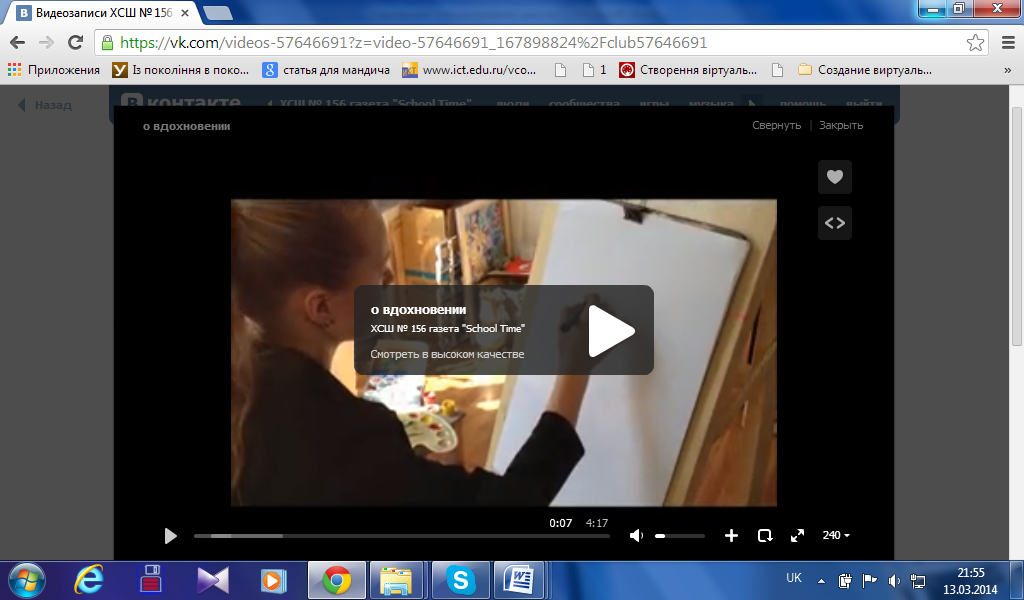 Видеозаписи ХСШ № 156
https://vk.com/videos-57646691?z=video-57646691_167898824%2Fclub57646691
Приложения Із покоління в поко... статья для мандича www.ict.edu.ru/vco... 1 Створення віртуаль... Создание виртуаль... »
Назад
В контакте ХСШ № 156 газета "School Time" люди сообщества игры музыка помощь выйти
о вдохновении Свернуть | Закрыть
о вдохновении
ХСШ № 156 газета "School Time"
Смотреть в высоком качестве
0:07 4:17
240
UK 21:55
13.03.2014